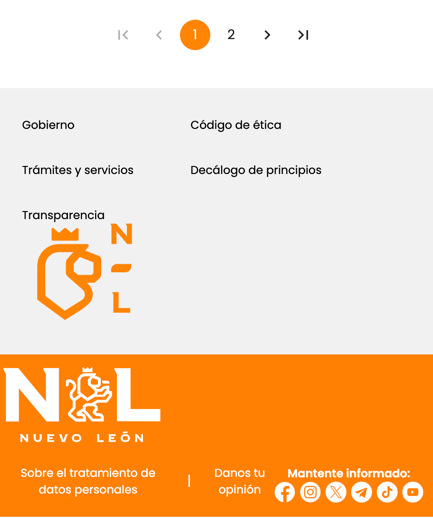 1 2
Gobierno Código de ética
Trámites y servicios Decálogo de principios
Transparencia
N
L
NL
NUEVO LEÓN
Sobre el tratamiento de
datos personales
|
Danos tu
opinión
Mantente informado: